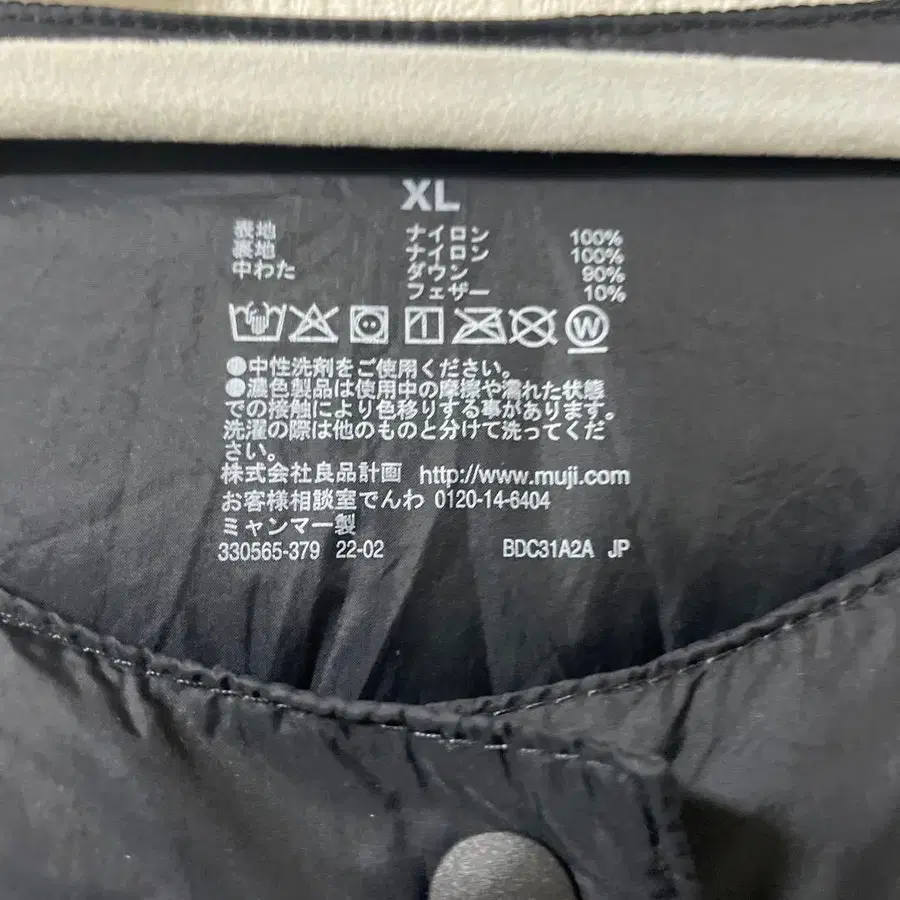 XL
表地 ナイロン 100%
裏地 ナイロン 100%
中わた ダウン 90%
フェザー 10%
W
●中性洗剤をご使用ください。
●濃色製品は使用中の摩擦や濡れた状態
での接触により色移りする事があります。
洗濯の際は他のものと分けて洗ってくだ
さい。
株式会社良品計画 http://www.muji.com
お客様相談室でんわ 0120-14-6404
ミャンマー製
330565-379 22-02 BDC31A2A JP